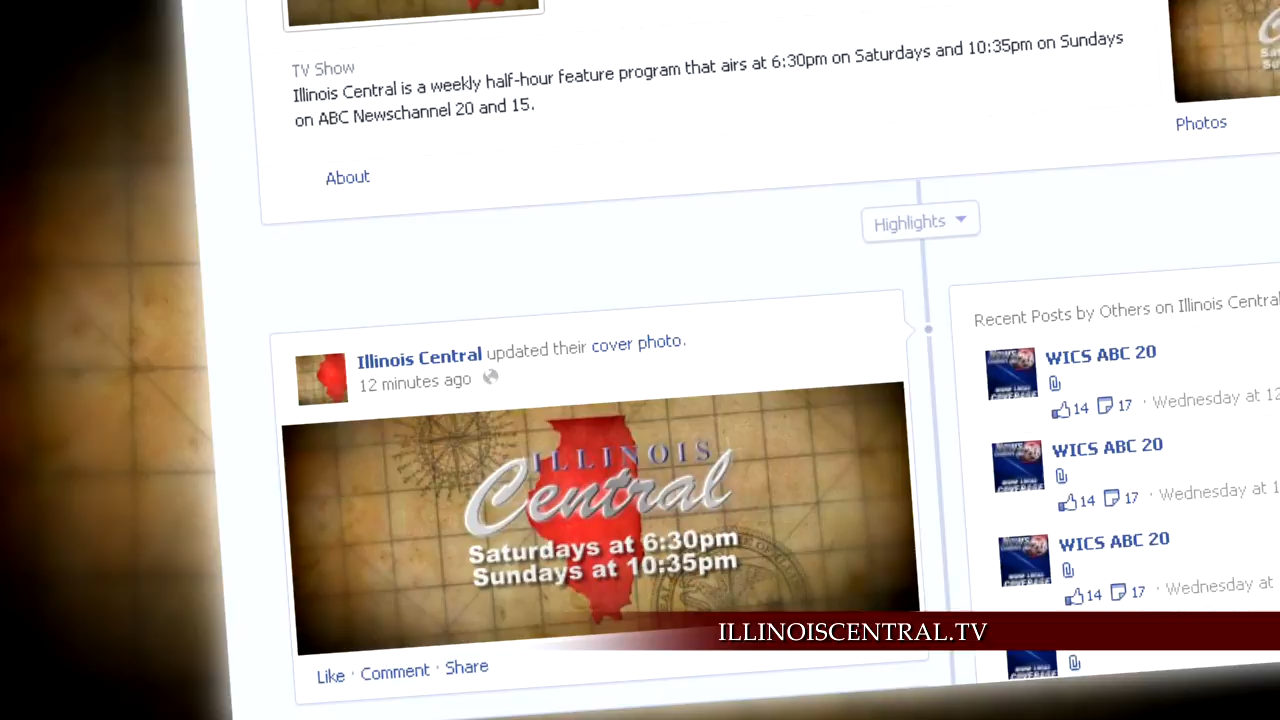 TV Show
Illinois Central is a weekly half-hour feature program that airs at 6:30pm on Saturdays and 10:35pm on Sundays
on ABC Newschannel 20 and 15.
About
Photos
Highlights
Illinois Central updated their cover photo.
12 minutes ago
ILLINOIS
Central
Saturdays at 6:30pm
Sundays at 10:35pm
Like · Comment · Share
Recent Posts by Others on Illinois Central
WICS ABC 20
14 17 · Wednesday at 12
WICS ABC 20
14 17 · Wednesday at 1
WICS ABC 20
14 17 · Wednesday at
ILLINOISCENTRAL.TV